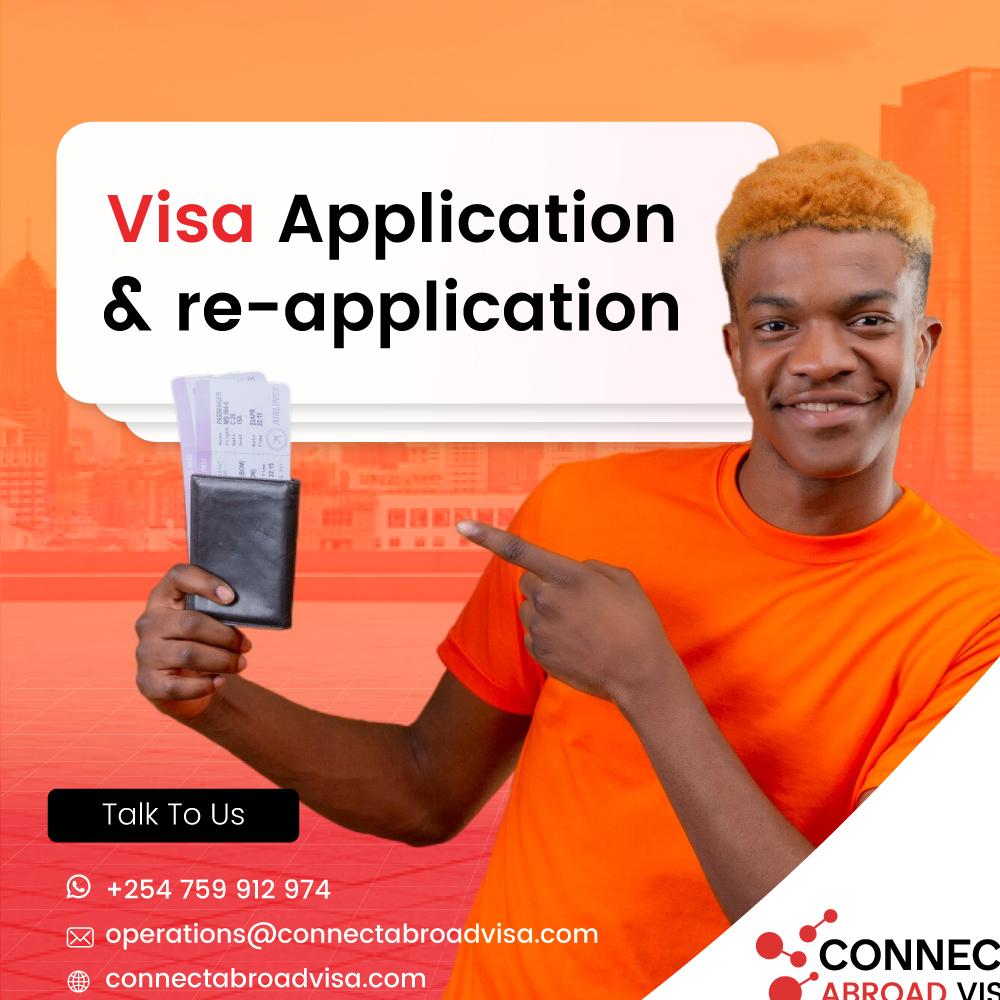 Visa Application
& re-application
AIRLINES
Talk To Us
+254 759 912 974
operations@connectabroadvisa.com
connectabroadvisa.com
CONNEC
ABROAD VIS